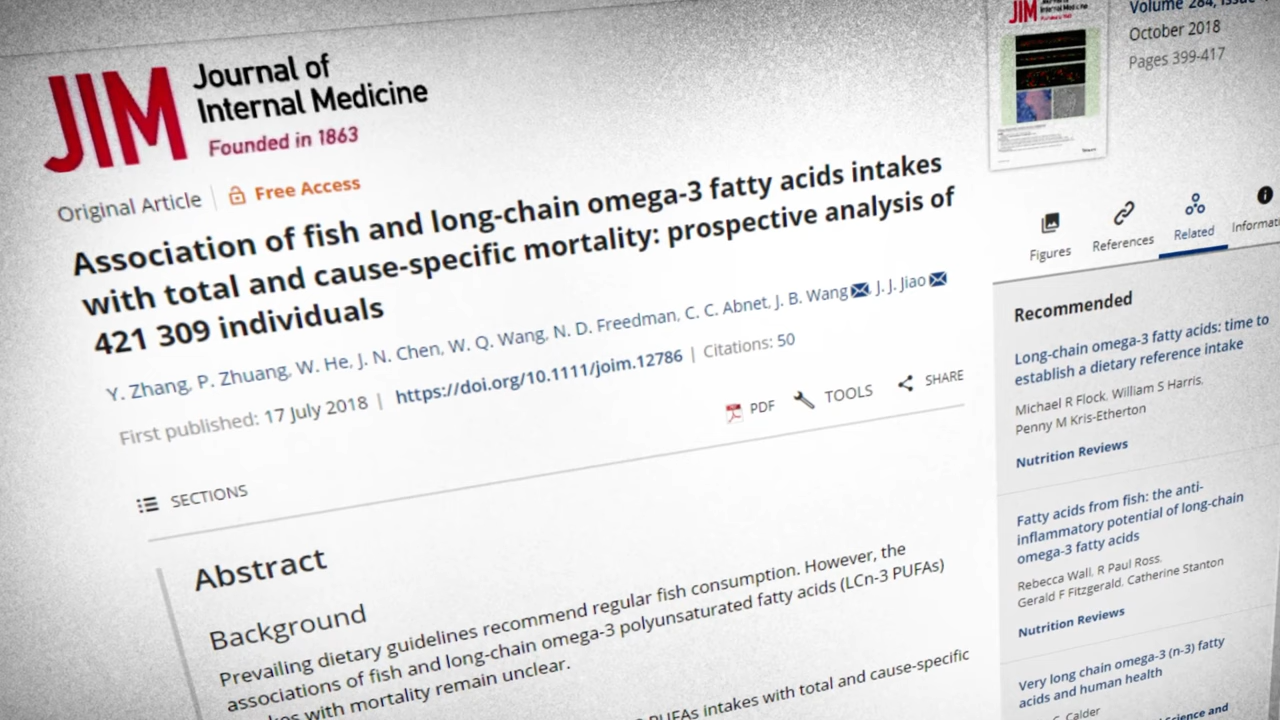 JIM
Journal of
Internal Medicine
Founded in 1863
Original Article
Free Access
Association of fish and long-chain omega-3 fatty acids intakes
with total and cause-specific mortality: prospective analysis of
421 309 individuals
Y. Zhang, P. Zhuang, W. He, J. N. Chen, W. Q. Wang, N. D. Freedman, C. C. Abnet, J. B. Wang, J. J. Jiao
First published: 17 July 2018 | https://doi.org/10.1111/joim.12786 | Citations: 50
PDF TOOLS SHARE
SECTIONS
Abstract
Background
Prevailing dietary guidelines recommend regular fish consumption. However, the
associations of fish and long-chain omega-3 polyunsaturated fatty acids (LCn-3 PUFAs)
with mortality remain unclear.
PUFAs intakes with total and cause-specific
JIM
Volume 284,
October 2018
Pages 399-417
Figures
References
Related
Recommended
Long-chain omega-3 fatty acids: time to
establish a dietary reference intake
Michael R Flock, William S Harris,
Penny M Kris-Etherton
Nutrition Reviews
Fatty acids from fish: the anti-
inflammatory potential of long-chain
omega-3 fatty acids
Rebecca Wall, R Paul Ross,
Gerald F Fitzgerald, Catherine Stanton
Nutrition Reviews
Very long chain omega-3 (n-3) fatty
acids and human health
C. Calder
Science and